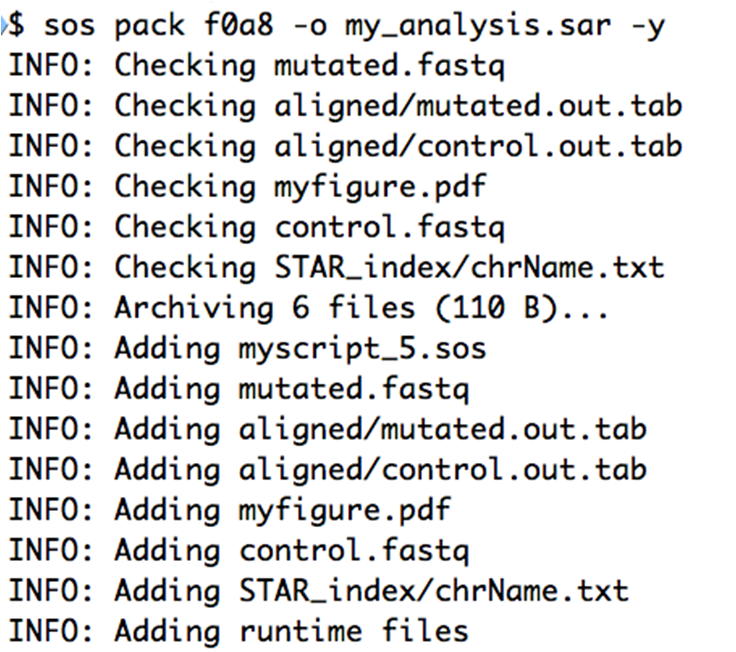 $ sos pack f0a8 -o my_analysis.sar -y
INFO: Checking mutated.fastq
INFO: Checking aligned/mutated.out.tab
INFO: Checking aligned/control.out.tab
INFO: Checking myfigure.pdf
INFO: Checking control.fastq
INFO: Checking STAR_index/chrName.txt
INFO: Archiving 6 files (110 B)...
INFO: Adding myscript_5.sos
INFO: Adding mutated.fastq
INFO: Adding aligned/mutated.out.tab
INFO: Adding aligned/control.out.tab
INFO: Adding myfigure.pdf
INFO: Adding control.fastq
INFO: Adding STAR_index/chrName.txt
INFO: Adding runtime files